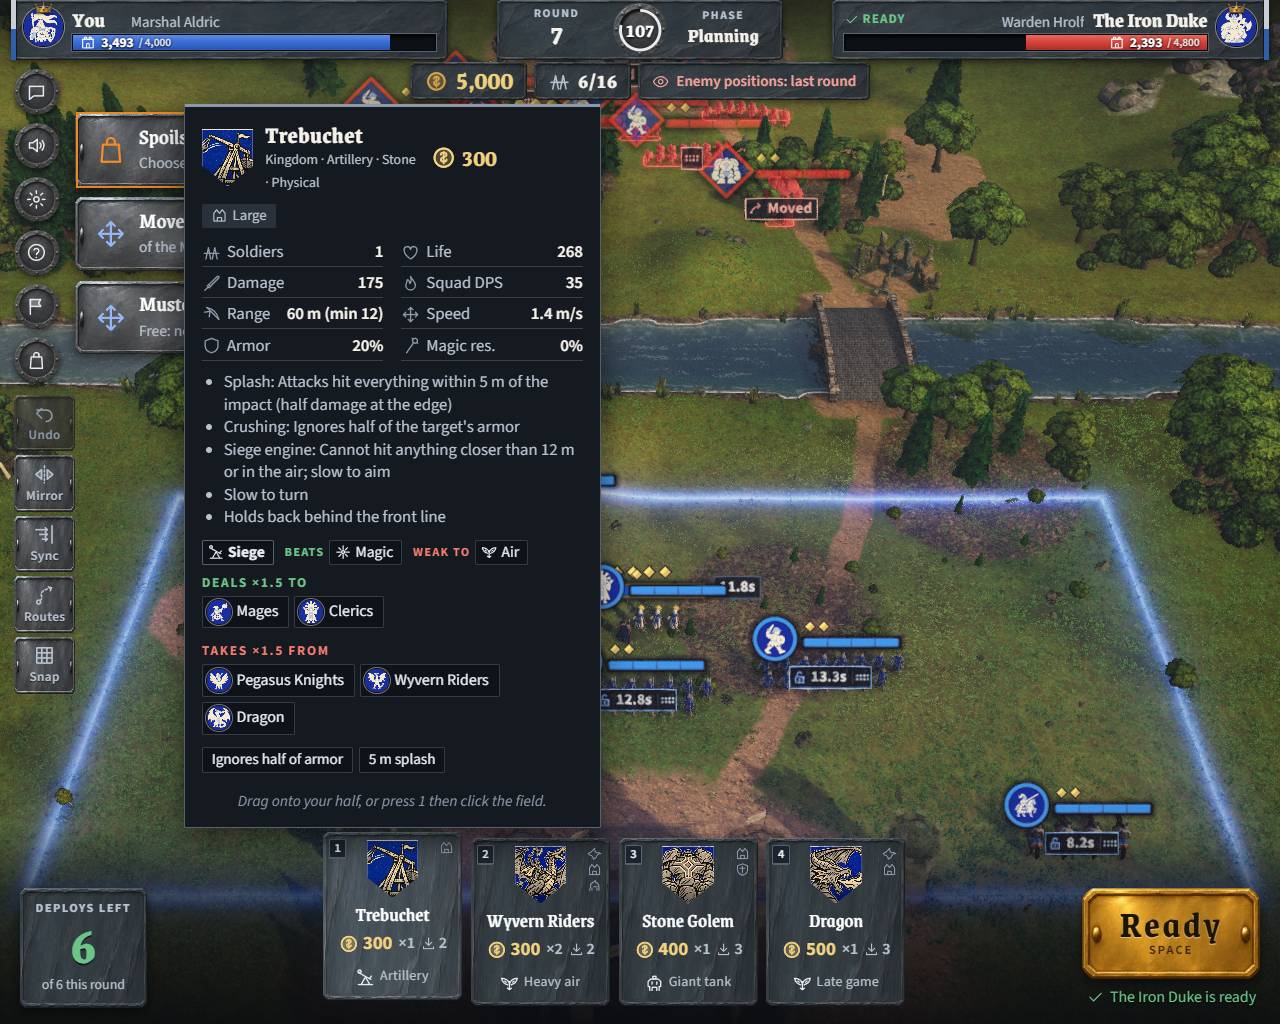 You Marshal Aldric
3,493 / 4,000
ROUND
7
107
PHASE
Planning
READY
Warden Hrolf The Iron Duke
2,393 / 4,800
5,000
6/16
Enemy positions: last round
Spoils
Choose
Move
of the
Must
Free:
Undo
Mirror
Sync
Routes
Snap
Trebuchet
Kingdom · Artillery · Stone
· Physical
300
Large
Soldiers 1
Life 268
Damage 175
Squad DPS 35
Range 60 m (min 12)
Speed 1.4 m/s
Armor 20%
Magic res. 0%
• Splash: Attacks hit everything within 5 m of the
impact (half damage at the edge)
• Crushing: Ignores half of the target's armor
• Siege engine: Cannot hit anything closer than 12 m
or in the air; slow to aim
• Slow to turn
• Holds back behind the front line
Siege BEATS Magic WEAK TO Air
DEALS ×1.5 TO
Mages Clerics
TAKES ×1.5 FROM
Pegasus Knights Wyvern Riders
Dragon
Ignores half of armor 5 m splash
Drag onto your half, or press 1 then click the field.
Moved
1.8s
13.3s
12.8s
8.2s
DEPLOYS LEFT
6
of 6 this round
1
Trebuchet
300 ×1 2
Artillery
2
Wyvern Riders
300 ×2 2
Heavy air
3
Stone Golem
400 ×1 3
Giant tank
4
Dragon
500 ×1 3
Late game
Ready
SPACE
The Iron Duke is ready